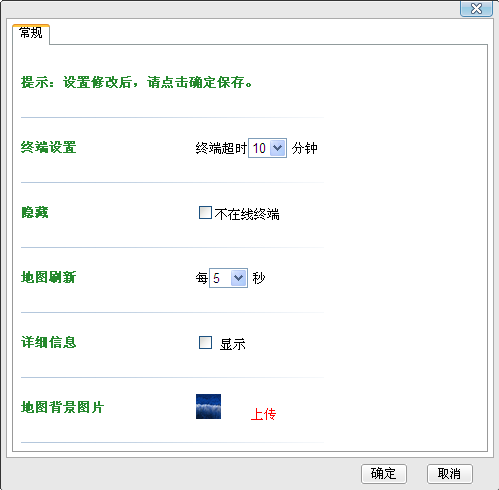 常规
提示：设置修改后，请点击确定保存。
终端设置 终端超时 10 分钟
隐藏 不在线终端
地图刷新 每 5 秒
详细信息 显示
地图背景图片 上传
确定 取消